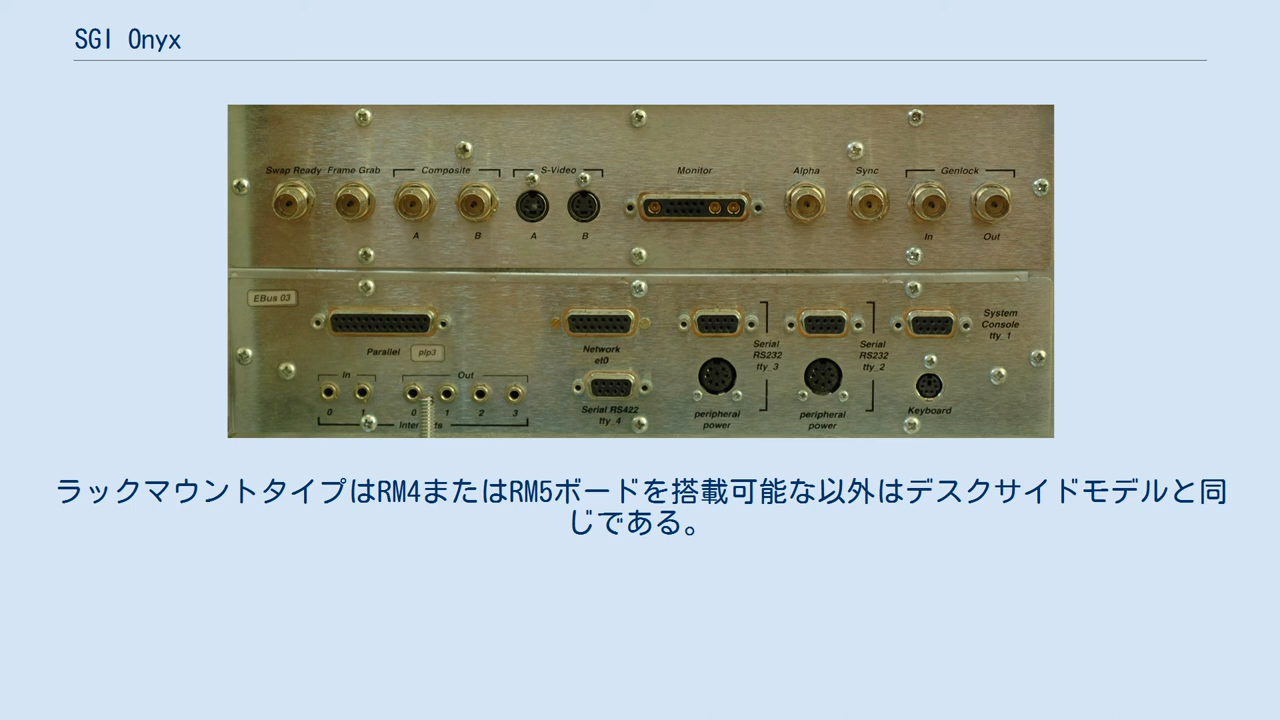 SGI Onyx
Swap Ready Frame Grab Composite S-Video Monitor Alpha Sync Genlock
A B A B In Out
EBus 03
Parallel plp3
Network
et0
Serial
RS232
tty_3
Serial
RS232
tty_2
System
Console
tty_1
In Out
0 1 0 1 2 3
Serial RS422
tty_4
peripheral
power
peripheral
power
Keyboard
ラックマウントタイプはRM4またはRM5ボードを搭載可能な以外はデスクサイドモデルと同
じである。